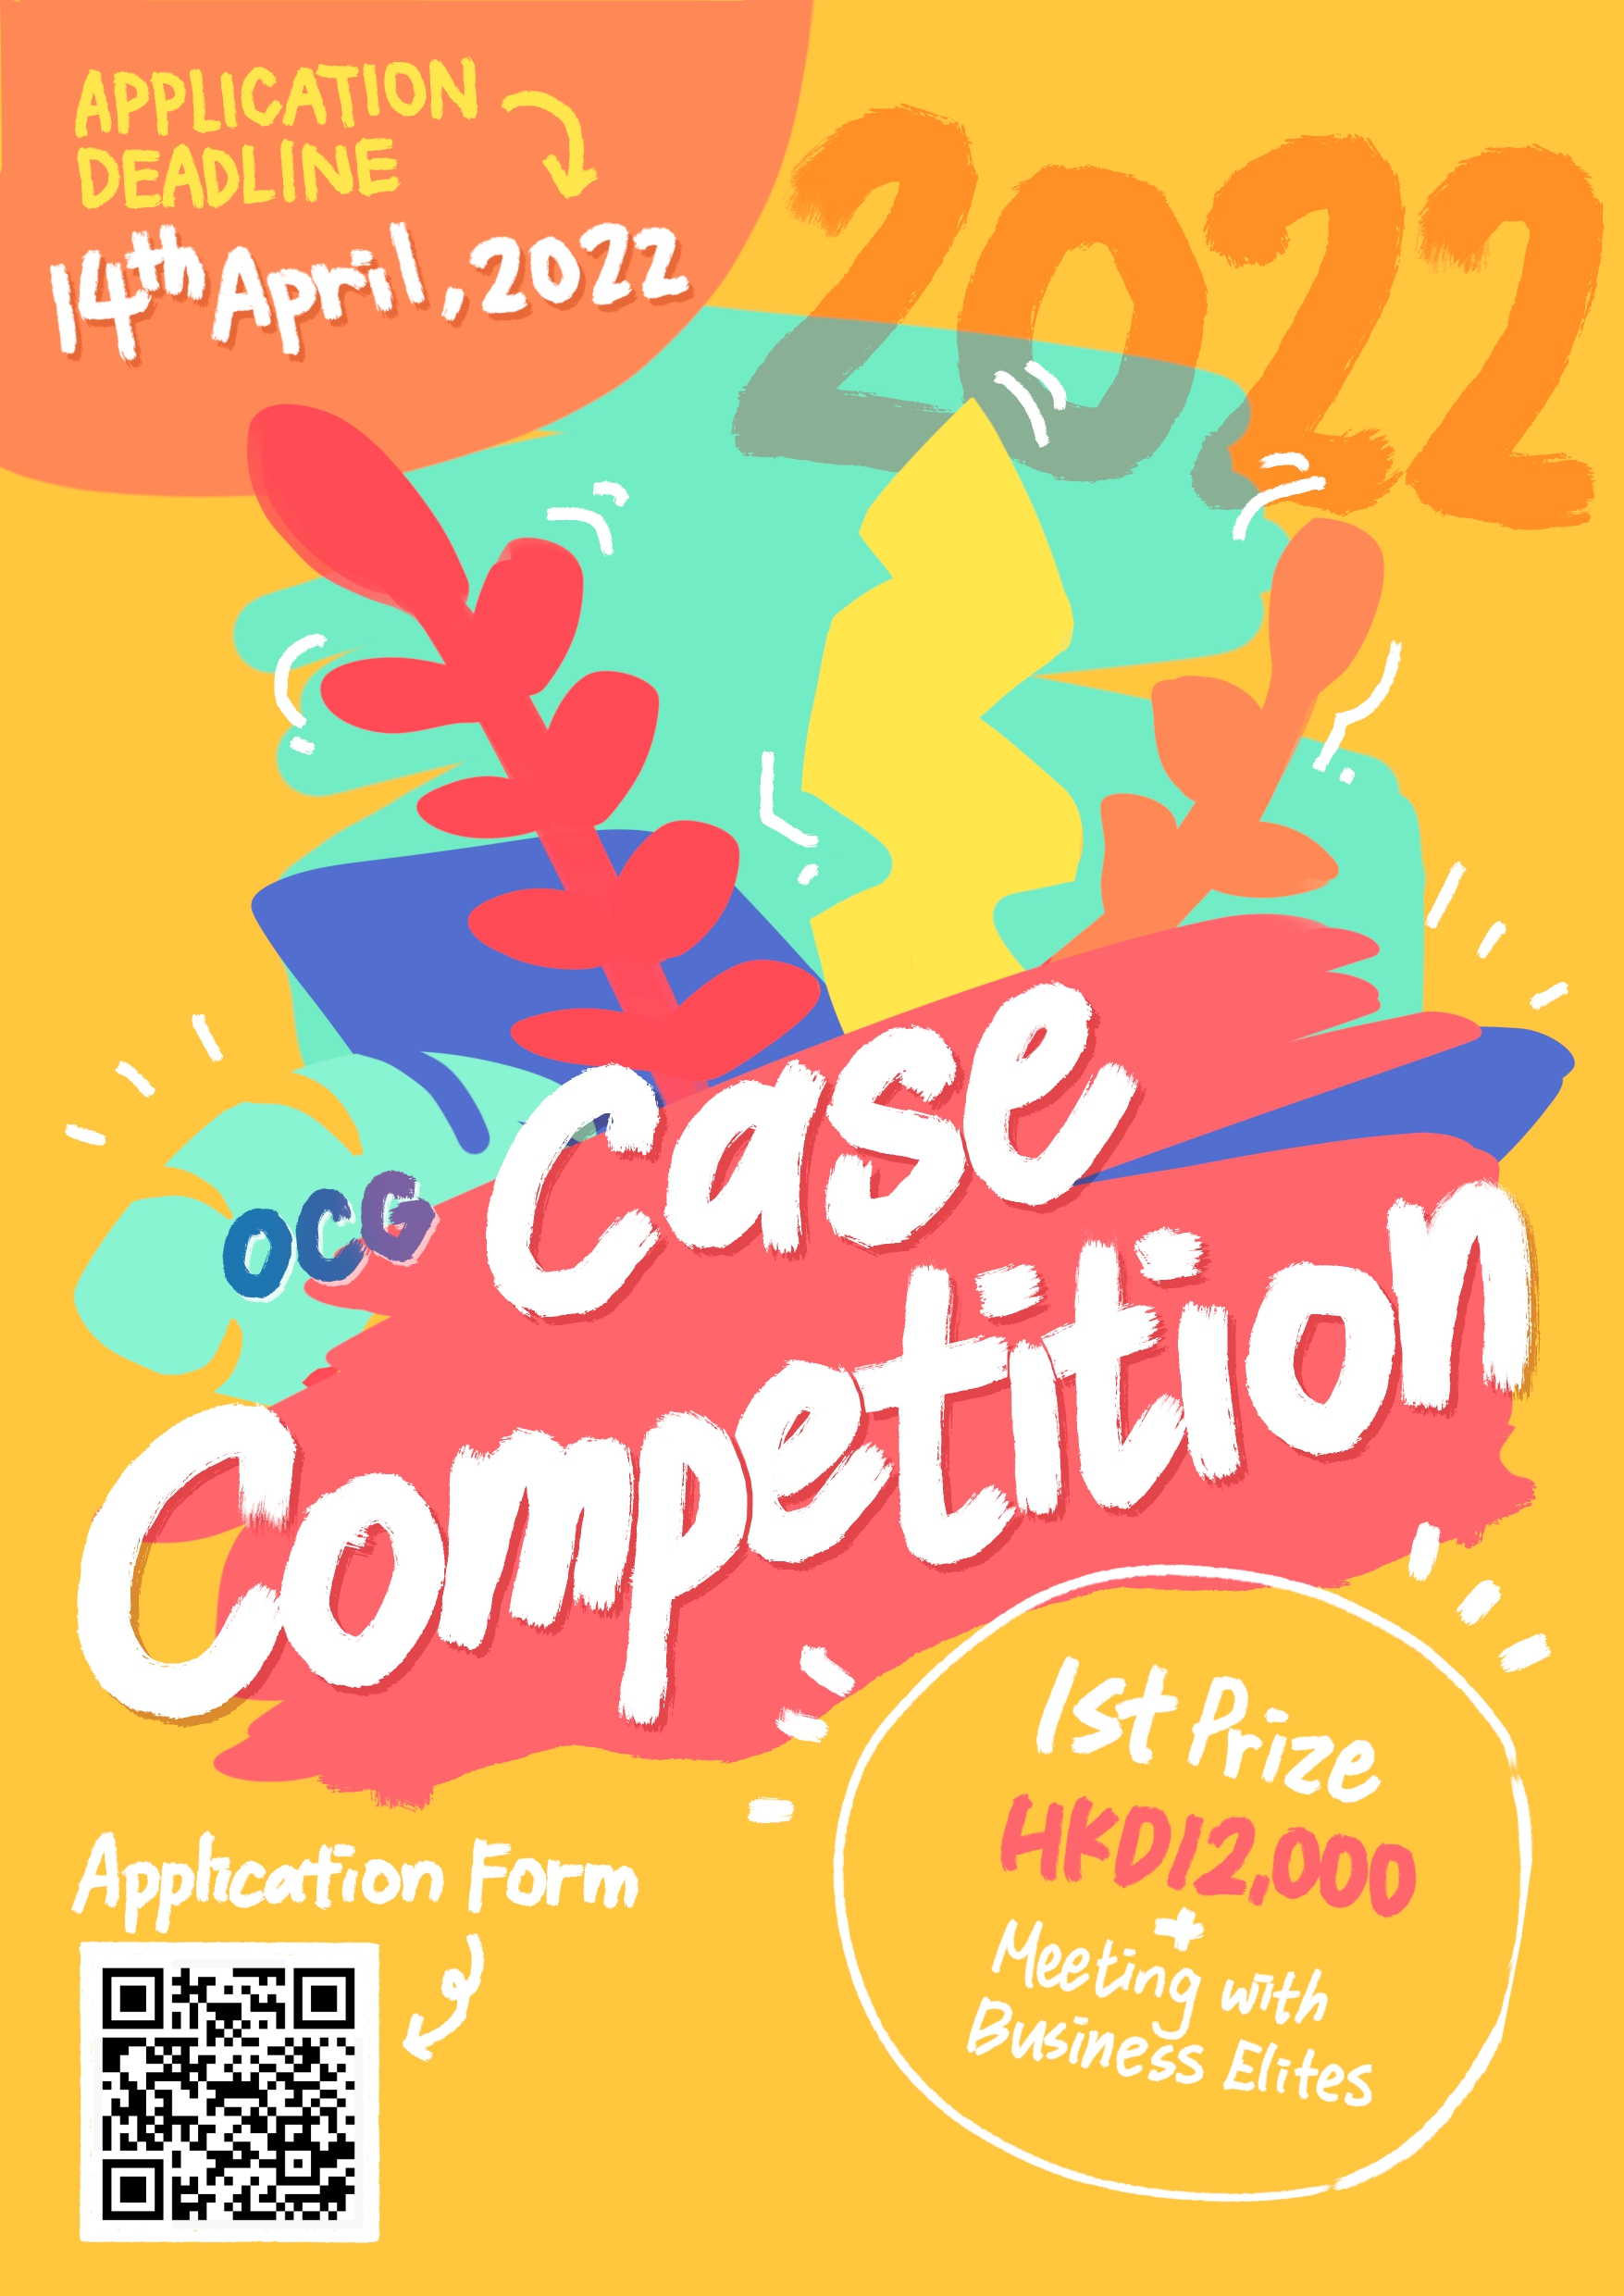 APPLICATION
DEADLINE
14th April, 2022
2022
OCG Case
Competition
1st Prize
HKD12,000
+
Meeting with
Business Elites
Application Form